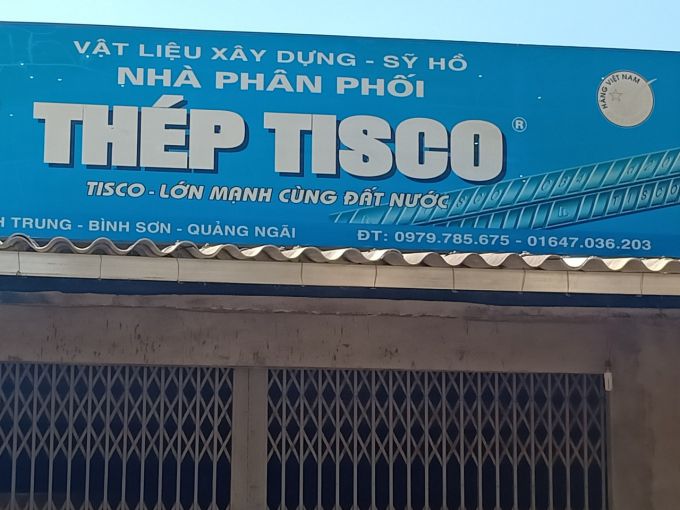 VẬT LIỆU XÂY DỰNG - SỸ HỒ
NHÀ PHÂN PHỐI
HÀNG VIỆT NAM
THÉP TISCO®
TISCO - LỚN MẠNH CÙNG ĐẤT NƯỚC
TRUNG - BÌNH SƠN - QUẢNG NGÃI
ĐT: 0979.785.675 - 01647.036.203
TISCO